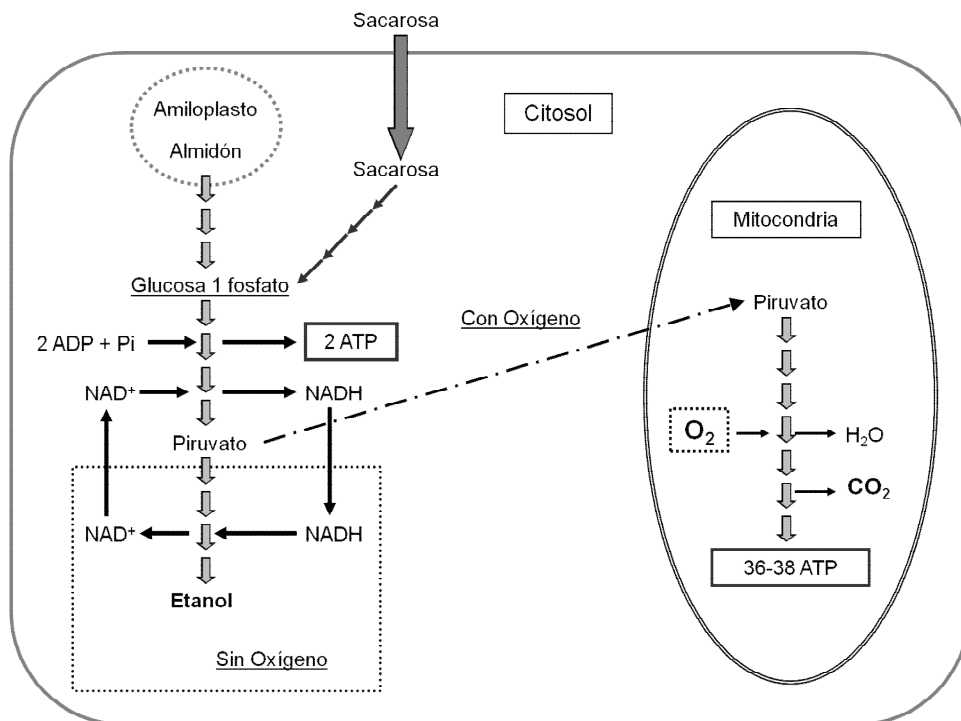 Sacarosa
Citosol
Amiloplasto
Almidón
Sacarosa
Mitocondria
Glucosa 1 fosfato
Con Oxígeno
Piruvato
2 ADP + Pi
2 ATP
NAD⁺
NADH
Piruvato
O₂
H₂O
CO₂
NAD⁺
NADH
36-38 ATP
Etanol
Sin Oxígeno